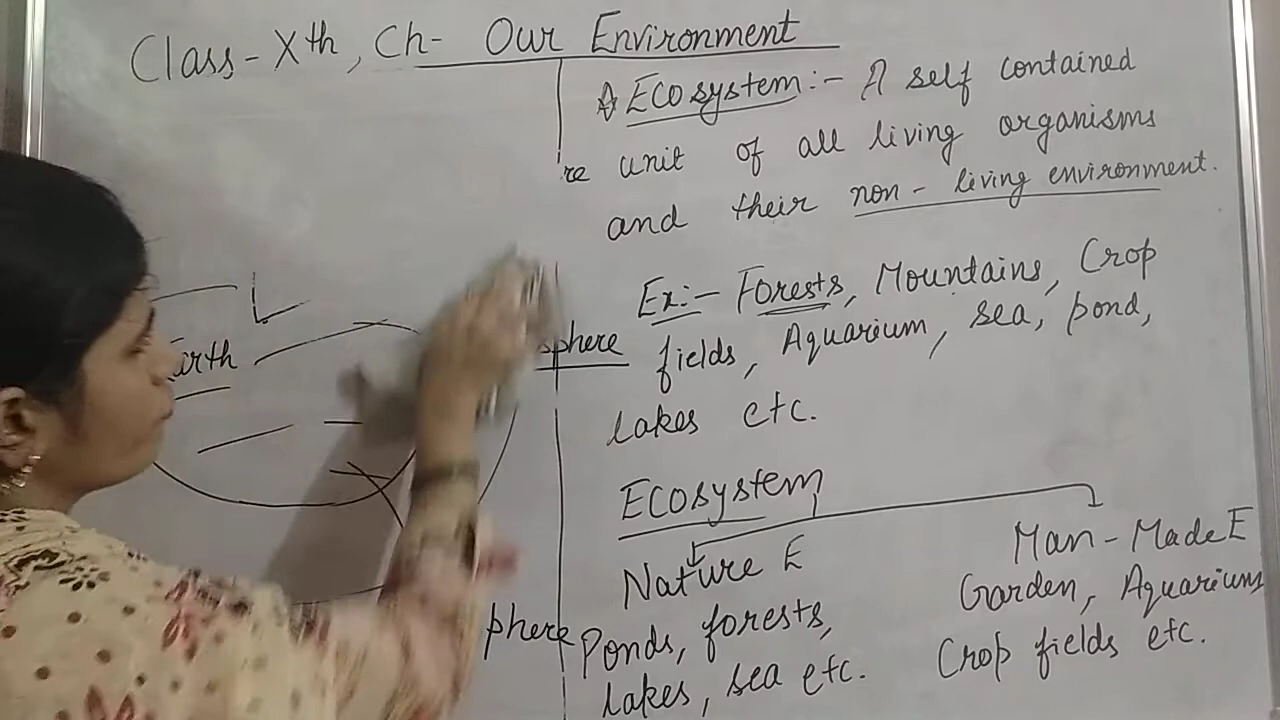 Class-Xth, Ch- Our Environment
Ecosystem:- A self contained
re unit of all living organisms
and their non-living environment.
Ex:- Forests, Mountains, Crop
fields, Aquarium, sea, pond,
lakes etc.
Ecosystem
Nature E
Ponds, forests,
lakes, sea etc.
Man-Made E
Garden, Aquarium
Crop fields etc.
irth
sphere
phere